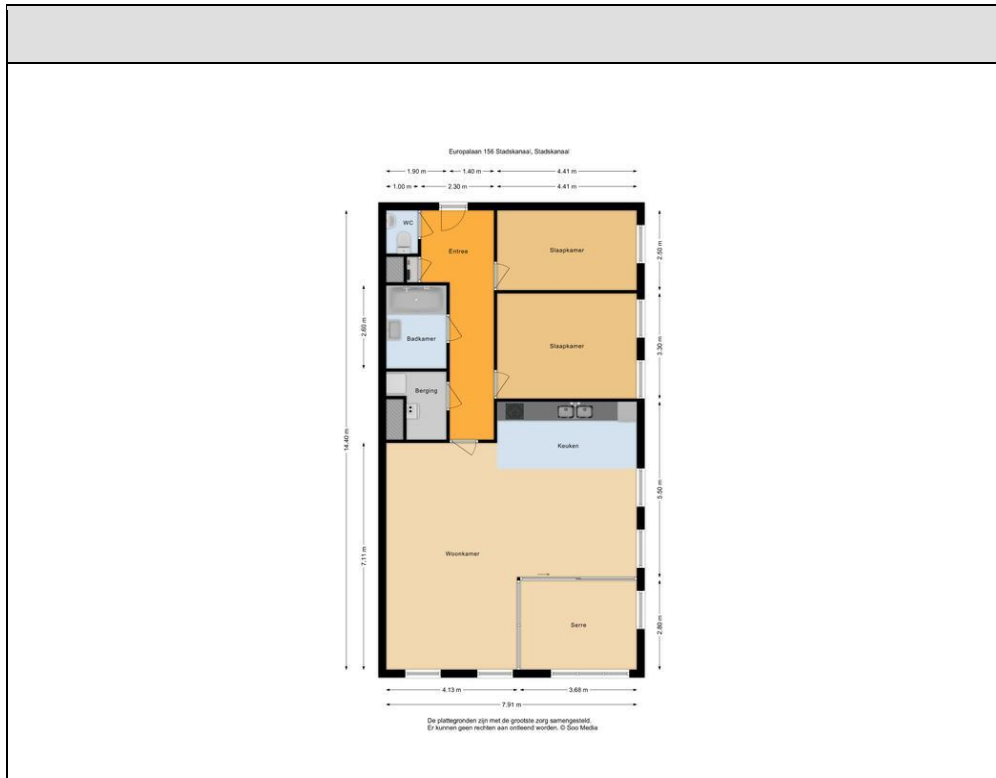 Europalaan 156 Stadskanaal, Stadskanaal
1.90 m 1.40 m 4.41 m
1.00 m 2.30 m 4.41 m
WC
Entree
Slaapkamer
2.50 m
Badkamer
2.60 m
Slaapkamer
3.30 m
Berging
14.40 m
Keuken
5.50 m
Woonkamer
7.11 m
Serre
2.80 m
4.13 m 3.68 m
7.91 m
De plattegronden zijn met de grootste zorg samengesteld.
Er kunnen geen rechten aan ontleend worden. © Soo Media